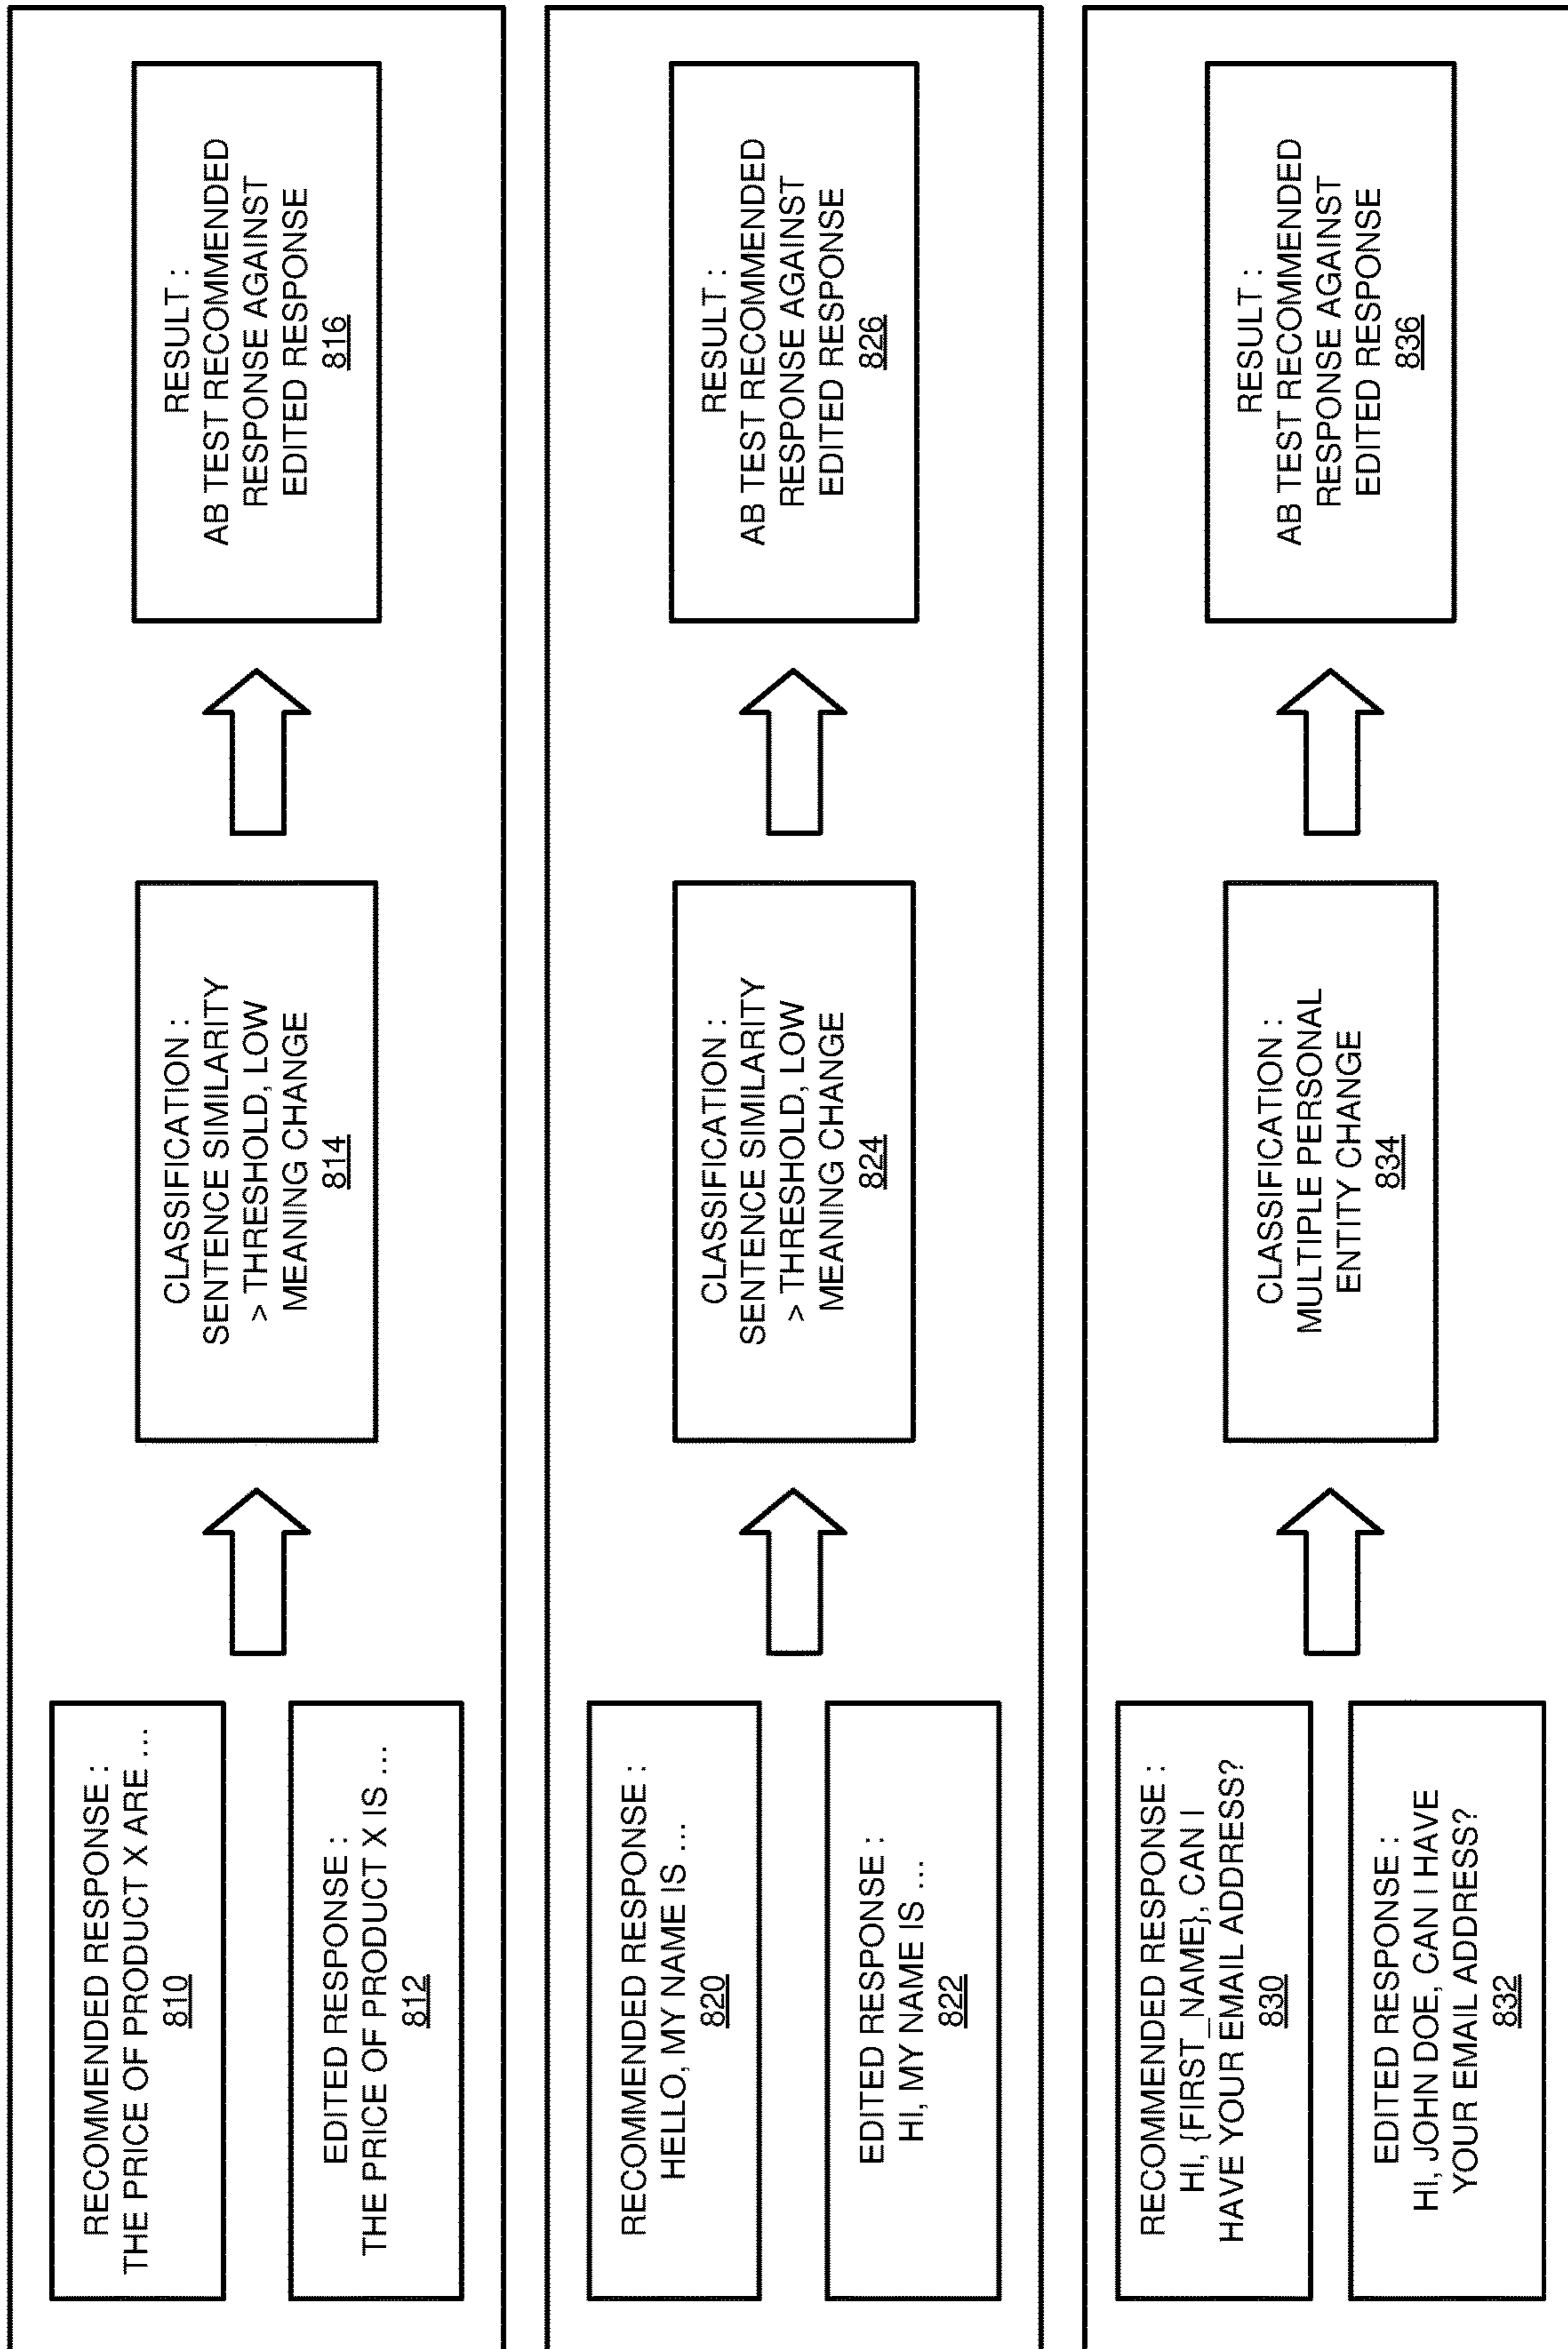 RECOMMENDED RESPONSE :
THE PRICE OF PRODUCT X ARE ...
810
EDITED RESPONSE :
THE PRICE OF PRODUCT X IS ...
812
CLASSIFICATION :
SENTENCE SIMILARITY
> THRESHOLD, LOW
MEANING CHANGE
814
RESULT :
AB TEST RECOMMENDED
RESPONSE AGAINST
EDITED RESPONSE
816
RECOMMENDED RESPONSE :
HELLO, MY NAME IS ...
820
EDITED RESPONSE :
HI, MY NAME IS ...
822
CLASSIFICATION :
SENTENCE SIMILARITY
> THRESHOLD, LOW
MEANING CHANGE
824
RESULT :
AB TEST RECOMMENDED
RESPONSE AGAINST
EDITED RESPONSE
826
RECOMMENDED RESPONSE :
HI, {FIRST_NAME}, CAN I
HAVE YOUR EMAIL ADDRESS?
830
EDITED RESPONSE :
HI, JOHN DOE, CAN I HAVE
YOUR EMAIL ADDRESS?
832
CLASSIFICATION :
MULTIPLE PERSONAL
ENTITY CHANGE
834
RESULT :
AB TEST RECOMMENDED
RESPONSE AGAINST
EDITED RESPONSE
836